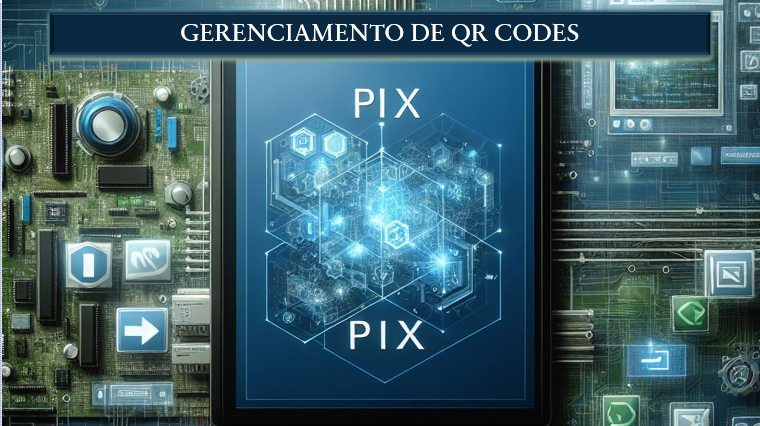 GERENCIAMENTO DE QR CODES
PIX
PIX